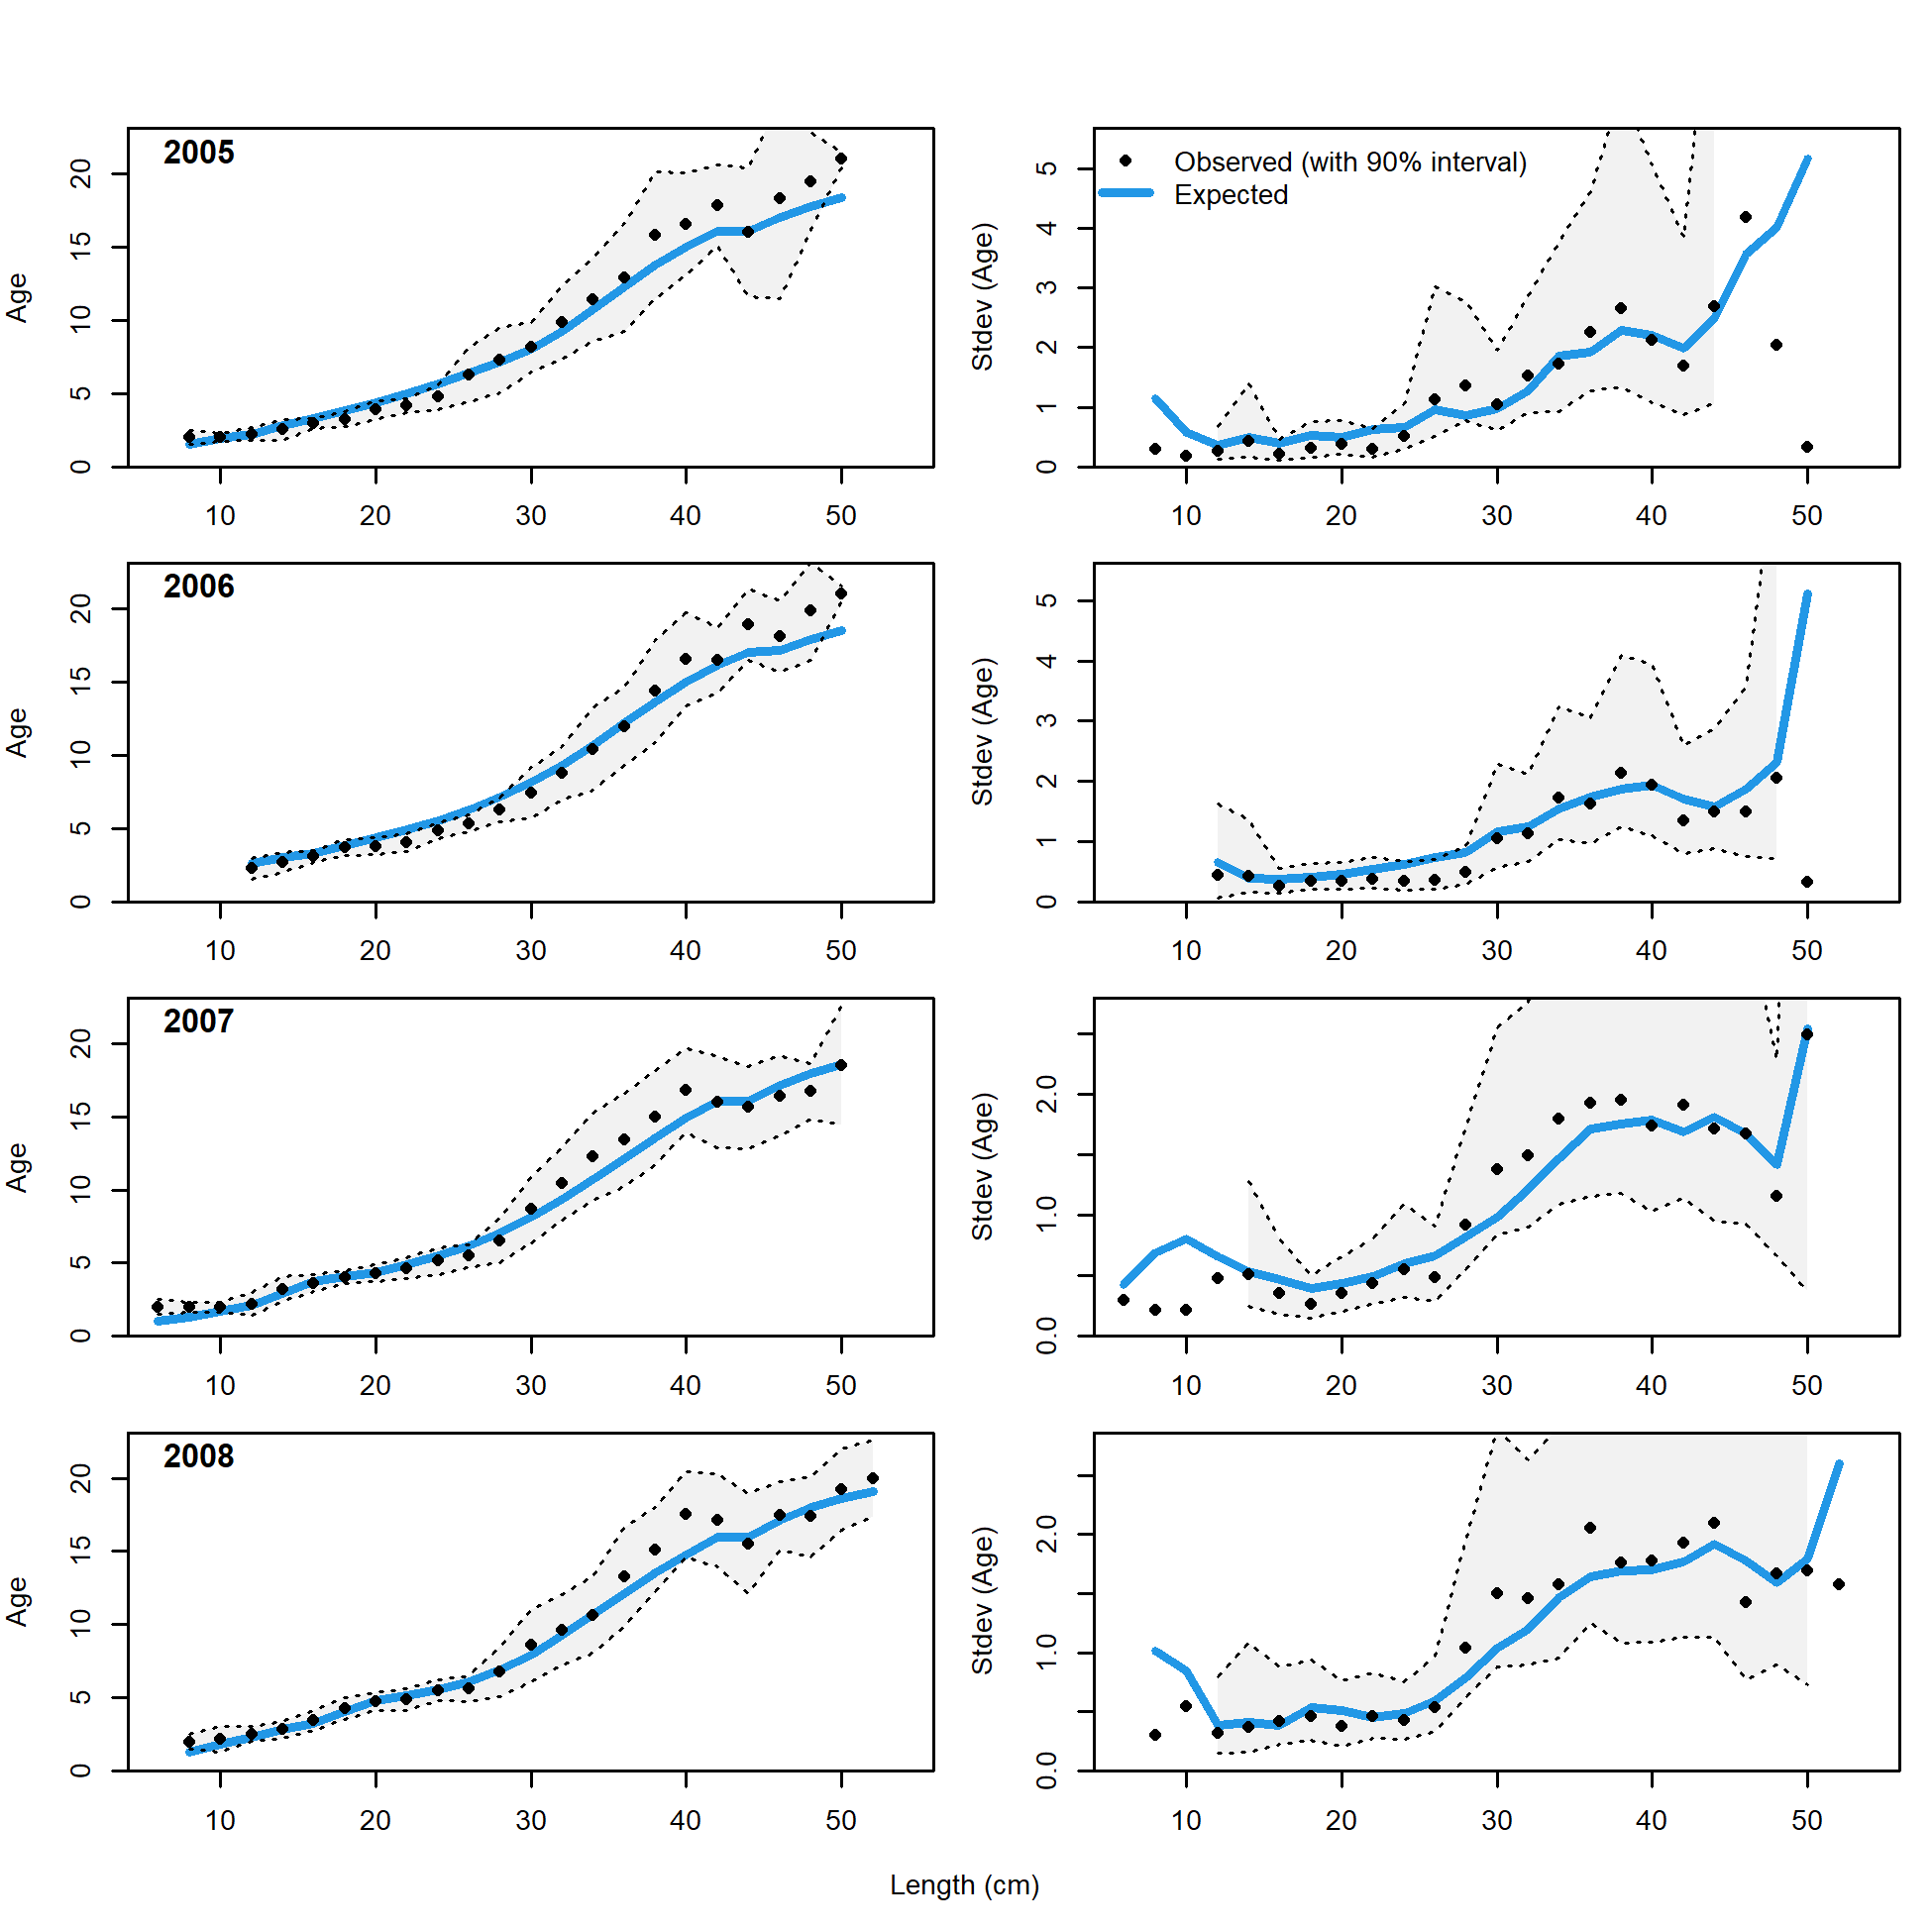 2005
Age
0 5 10 15 20
10 20 30 40 50
Observed (with 90% interval)
Expected
Stdev (Age)
0 1 2 3 4 5
10 20 30 40 50
2006
Age
0 5 10 15 20
10 20 30 40 50
Stdev (Age)
0 1 2 3 4 5
10 20 30 40 50
2007
Age
0 5 10 15 20
10 20 30 40 50
Stdev (Age)
0.0 1.0 2.0
10 20 30 40 50
2008
Age
0 5 10 15 20
10 20 30 40 50
Stdev (Age)
0.0 1.0 2.0
10 20 30 40 50
Length (cm)